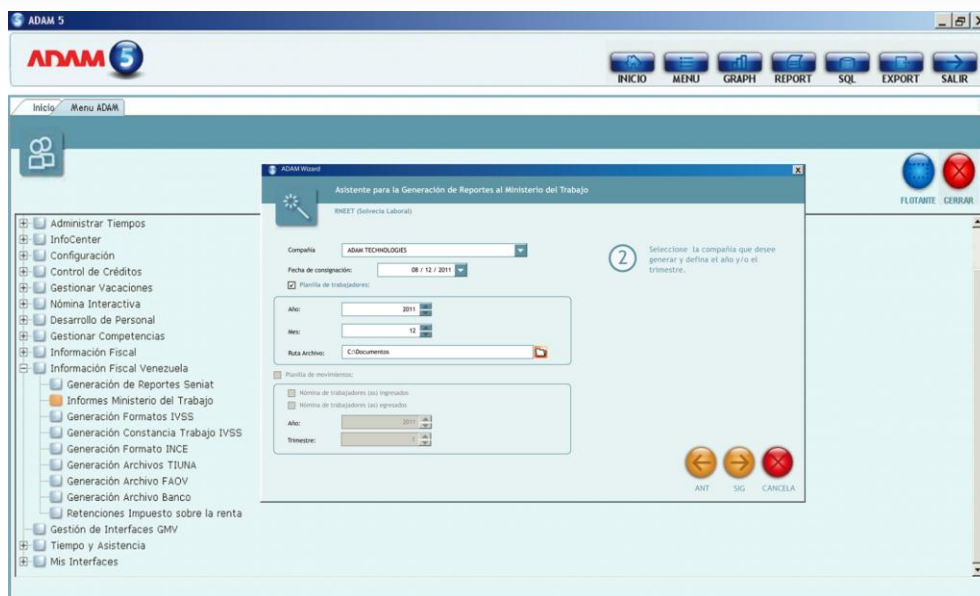 ADAM 5
ADAM 5
INICIO MENU GRAPH REPORT SQL EXPORT SALIR
Inicio Menu ADAM
FLOTANTE CERRAR
Administrar Tiempos
InfoCenter
Configuración
Control de Créditos
Gestionar Vacaciones
Nómina Interactiva
Desarrollo de Personal
Gestionar Competencias
Información Fiscal
Información Fiscal Venezuela
Generación de Reportes Seniat
Informes Ministerio del Trabajo
Generación Formatos IVSS
Generación Constancia Trabajo IVSS
Generación Formato INCE
Generación Archivos TIUNA
Generación Archivo FAOV
Generación Archivo Banco
Retenciones Impuesto sobre la renta
Gestión de Interfaces GMV
Tiempo y Asistencia
Mis Interfaces
ADAM Wizard
Asistente para la Generación de Reportes al Ministerio del Trabajo
RNEET (Solvecia Laboral)
Compañia ADAM TECHNOLOGIES
Fecha de consignación: 08 / 12 / 2011
Planilla de trabajadores:
Año: 2011
Mes: 12
Ruta Archivo: C:\Documentos
Planilla de movimientos:
Nómina de trabajadores (as) ingresados
Nómina de trabajadores (as) egresados
Año: 2011
Trimestre:
2
Seleccione la compañía que desee
generar y defina el año y/o el
trimestre.
ANT SIG CANCELA